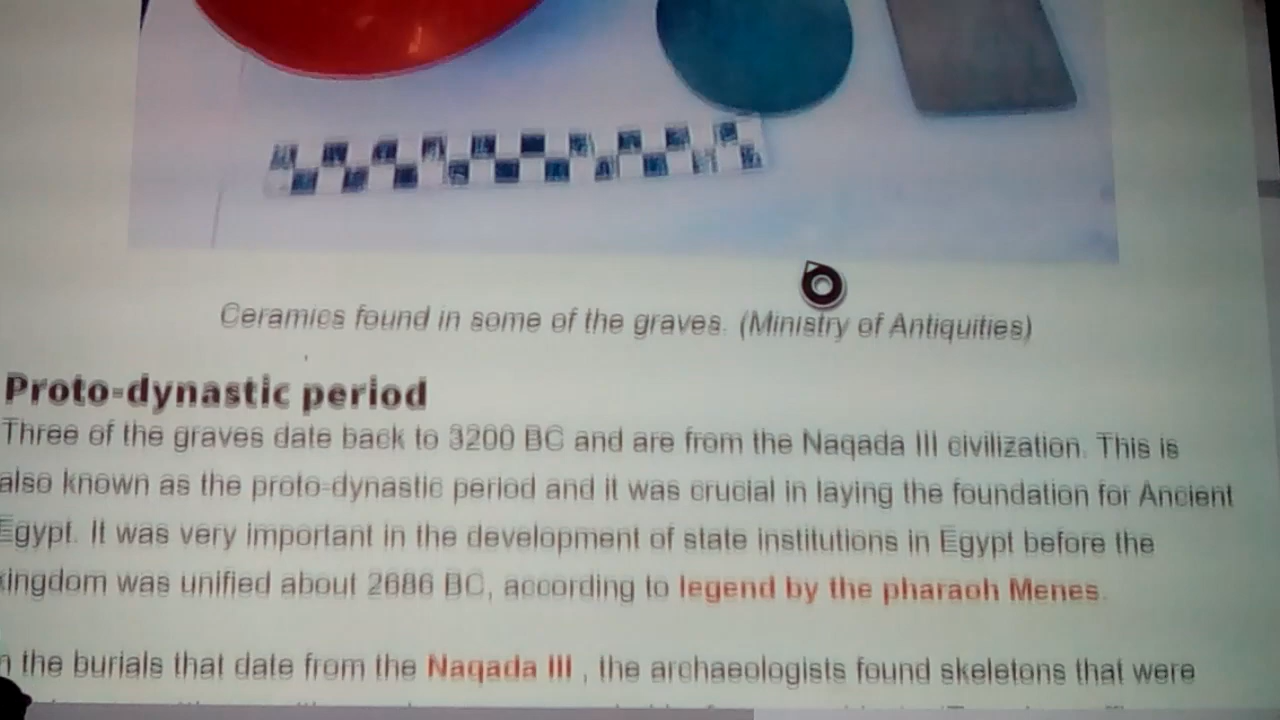 Ceramics found in some of the graves. (Ministry of Antiquities)
Proto-dynastic period
Three of the graves date back to 3200 BC and are from the Naqada III civilization. This is
also known as the proto-dynastic period and it was crucial in laying the foundation for Ancient
Egypt. It was very important in the development of state institutions in Egypt before the
kingdom was unified about 2686 BC, according to legend by the pharaoh Menes.
the burials that date from the Naqada III , the archaeologists found skeletons that were